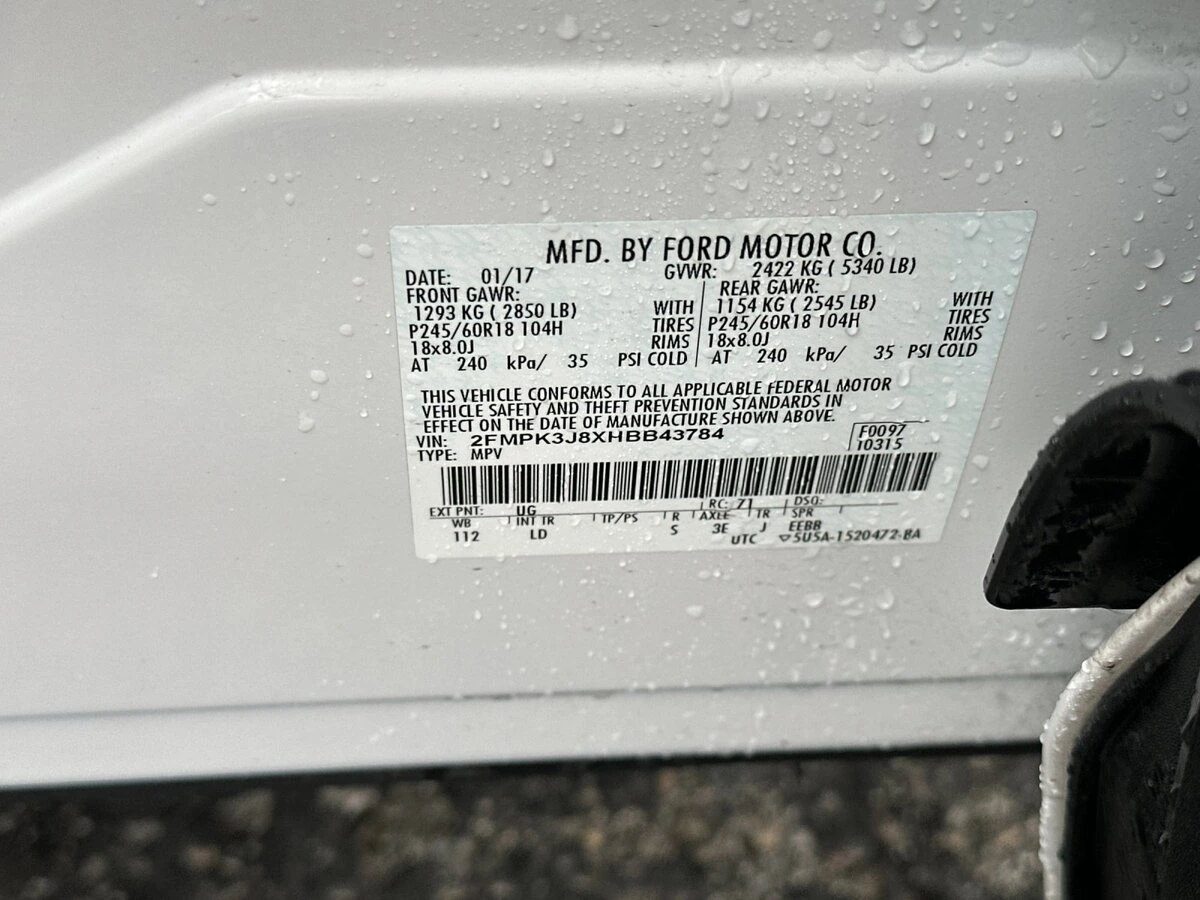 MFD. BY FORD MOTOR CO.
DATE: 01/17 GVWR: 2422 KG ( 5340 LB)
FRONT GAWR: REAR GAWR:
1293 KG ( 2850 LB) WITH 1154 KG ( 2545 LB) WITH
P245/60R18 104H TIRES P245/60R18 104H TIRES
18x8.0J RIMS 18x8.0J RIMS
AT 240 kPa/ 35 PSI COLD AT 240 kPa/ 35 PSI COLD
THIS VEHICLE CONFORMS TO ALL APPLICABLE FEDERAL MOTOR
VEHICLE SAFETY AND THEFT PREVENTION STANDARDS IN
EFFECT ON THE DATE OF MANUFACTURE SHOWN ABOVE.
VIN: 2FMPK3J8XHBB43784 F0097
TYPE: MPV 10315
EXT PNT: UG RC: 71 DSO:
WB INT TR TP/PS R AXLE TR SPR
112 LD S 3E J EEBB
UTC ▽5U5A-1520472-BA